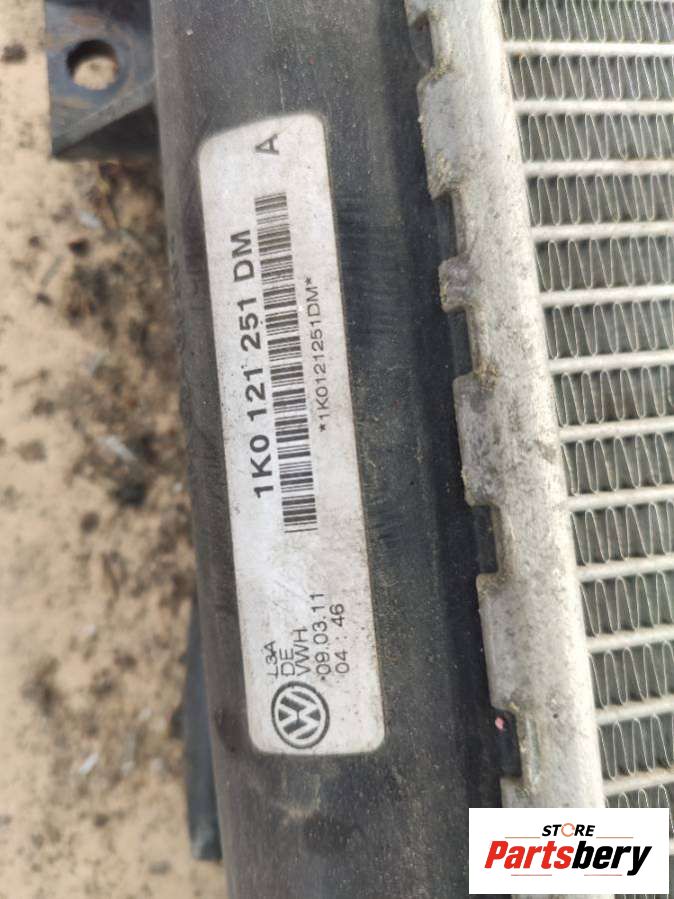 A
1K0 121 251 DM
*1K0121251DM*
L3A
DE
VWH
*09.03.11
04 : 46
STORE
Partsbery